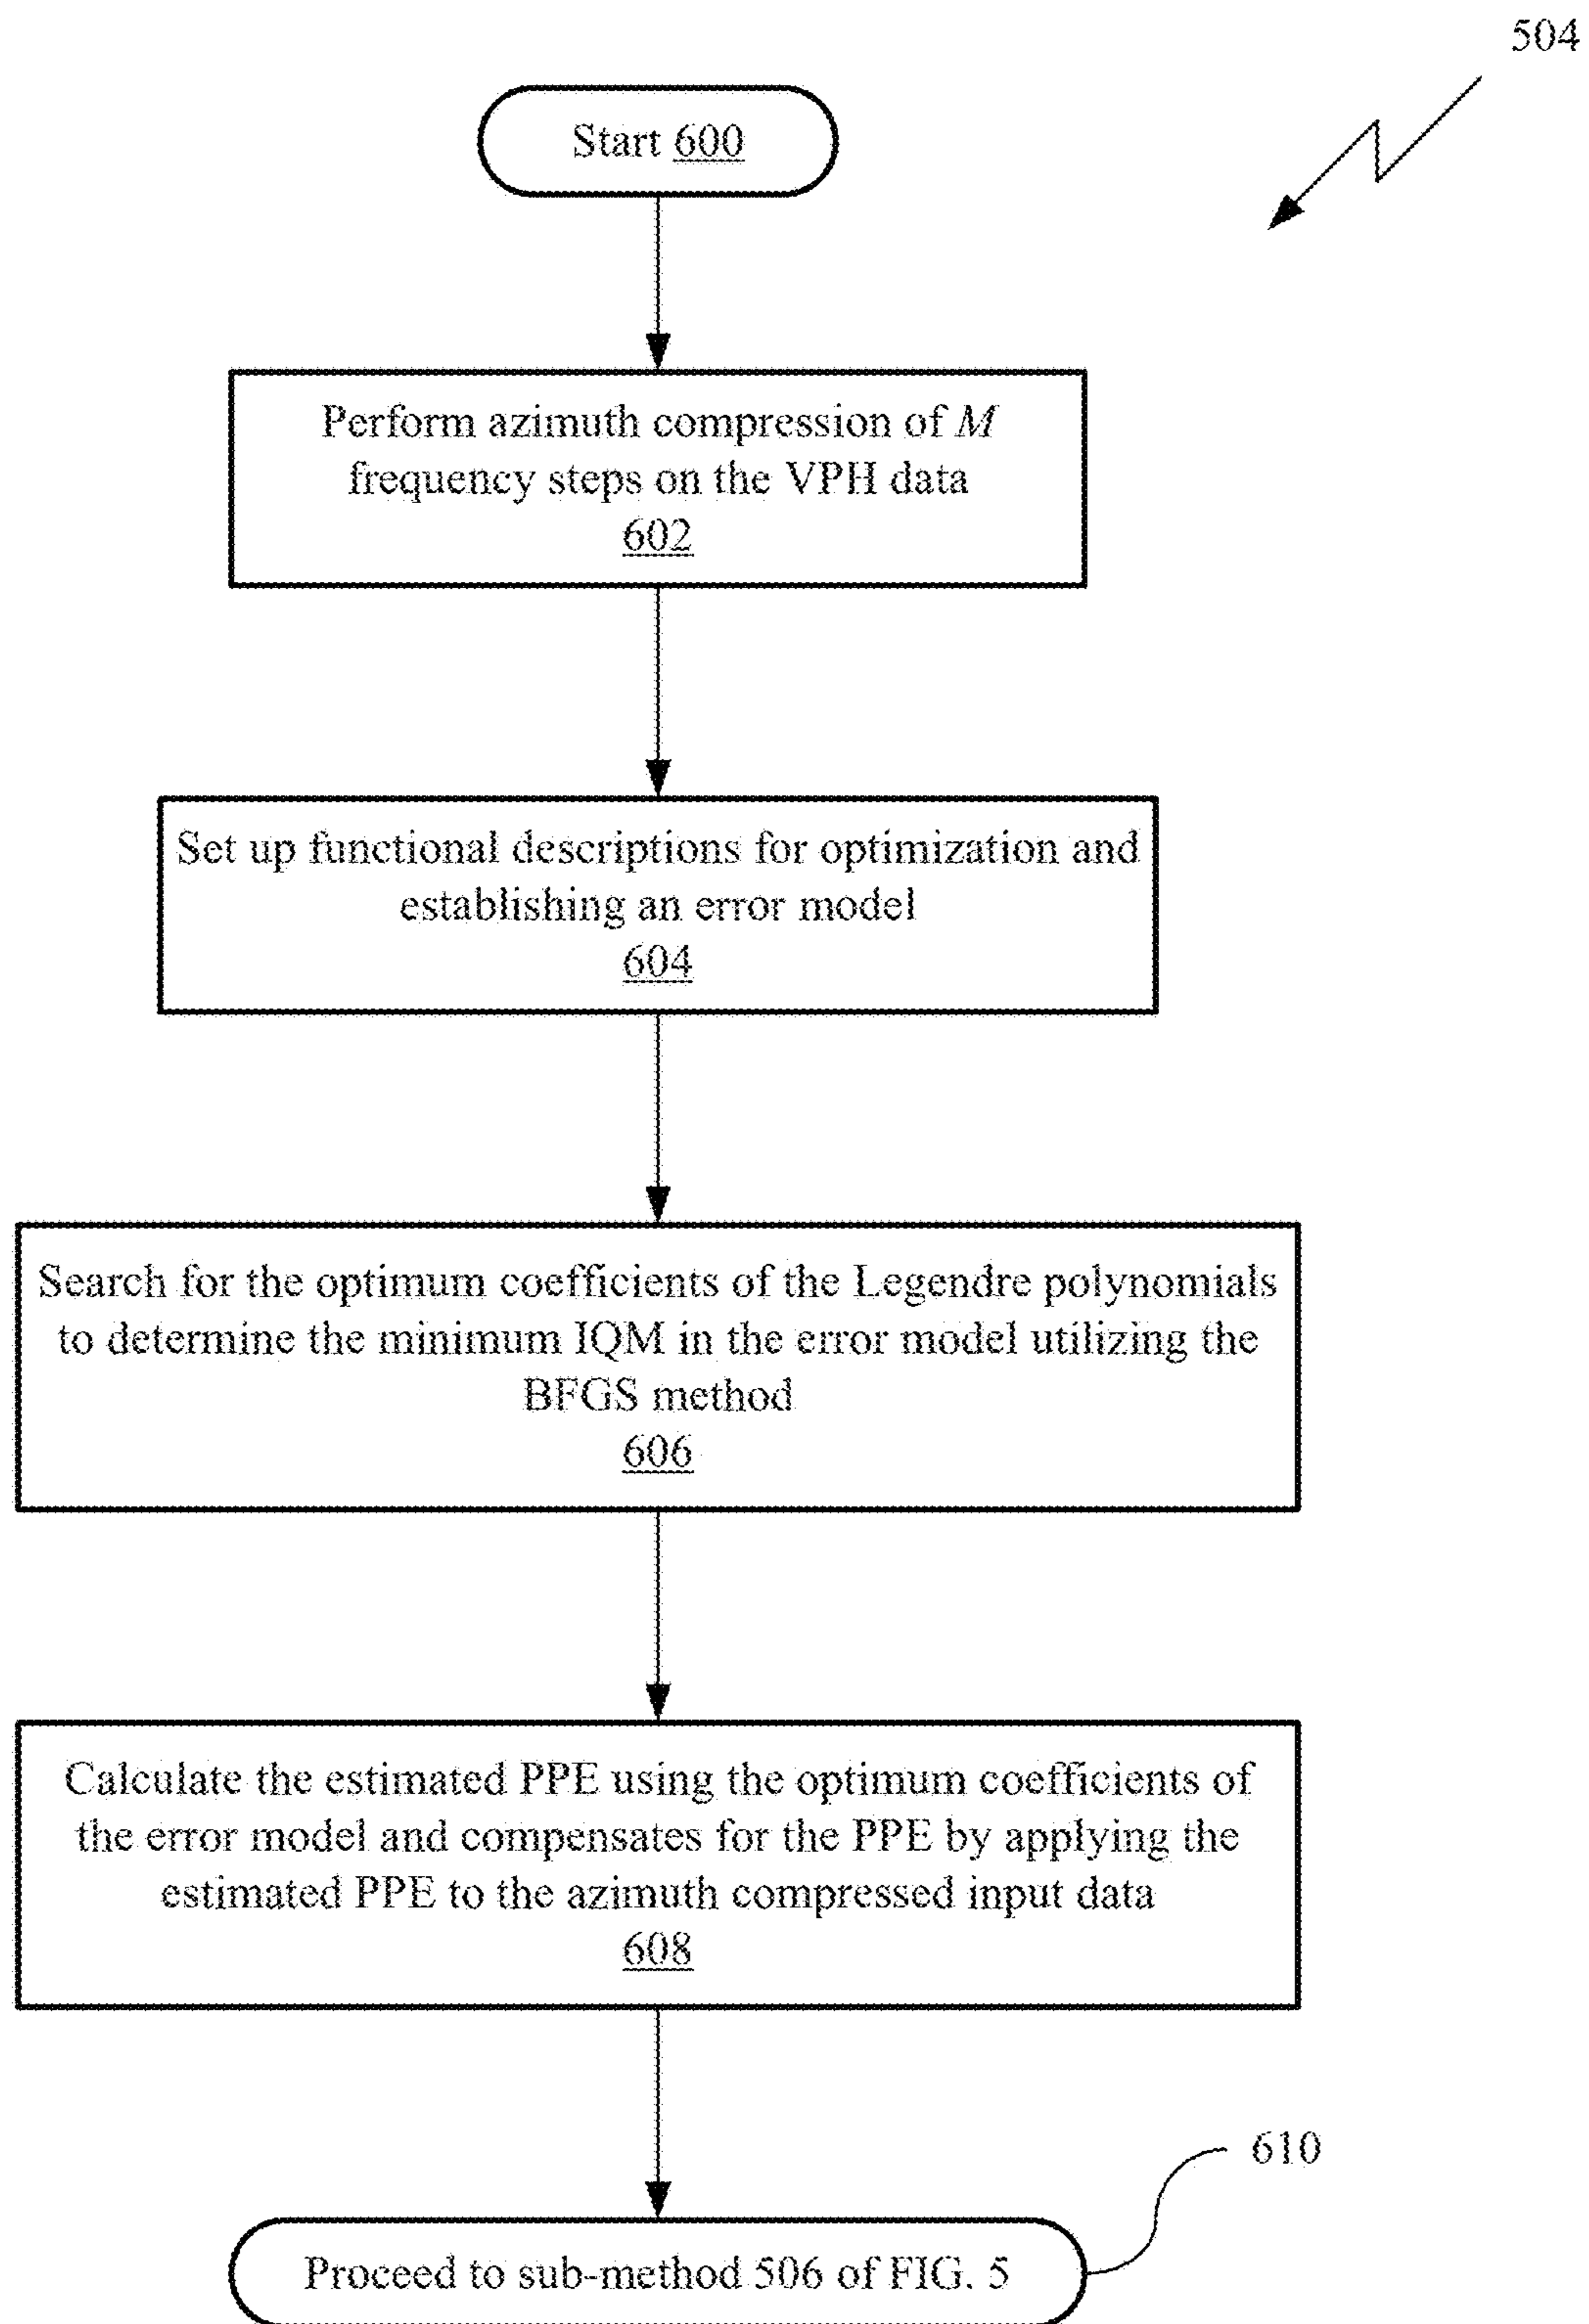 504
Start 600
Perform azimuth compression of M
frequency steps on the VPH data
602
Set up functional descriptions for optimization and
establishing an error model
604
Search for the optimum coefficients of the Legendre polynomials
to determine the minimum IQM in the error model utilizing the
BFGS method
606
Calculate the estimated PPE using the optimum coefficients of
the error model and compensates for the PPE by applying the
estimated PPE to the azimuth compressed input data
608
610
Proceed to sub-method 506 of FIG. 5